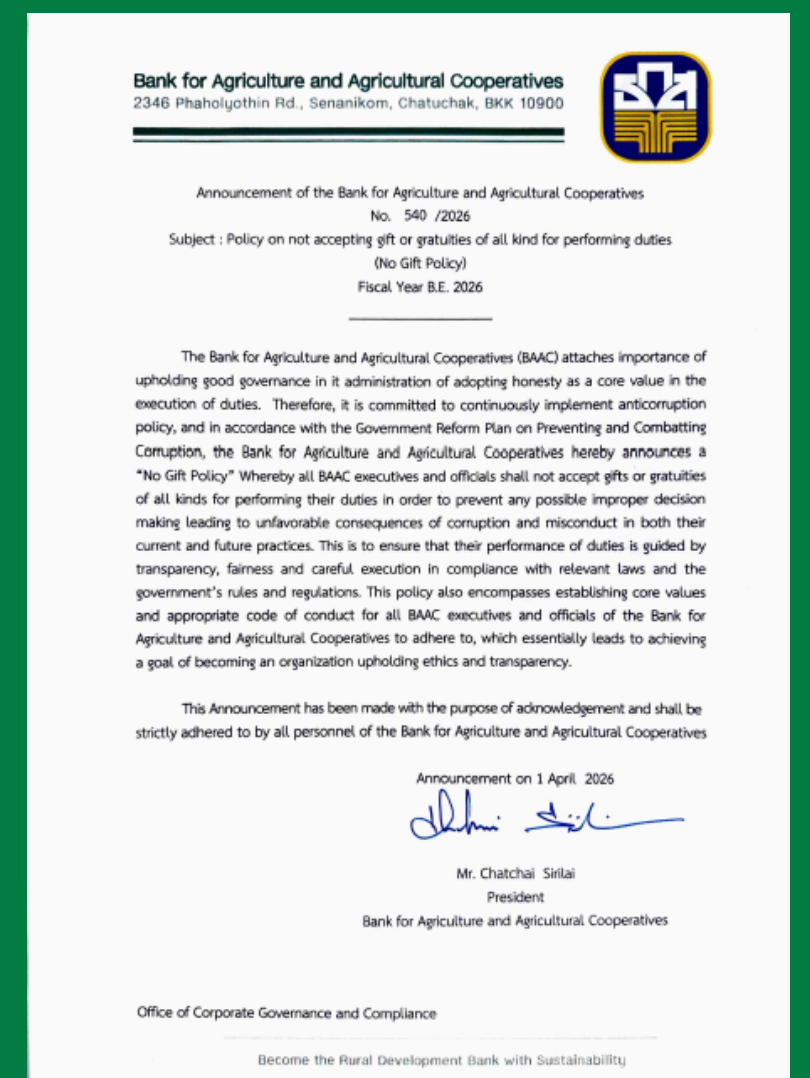 Bank for Agriculture and Agricultural Cooperatives
2346 Phaholyothin Rd., Senanikom, Chatuchak, BKK 10900
Announcement of the Bank for Agriculture and Agricultural Cooperatives
No. 540 /2026
Subject : Policy on not accepting gift or gratuities of all kind for performing duties
(No Gift Policy)
Fiscal Year B.E. 2026
The Bank for Agriculture and Agricultural Cooperatives (BAAC) attaches importance of
upholding good governance in it administration of adopting honesty as a core value in the
execution of duties. Therefore, it is committed to continuously implement anticorruption
policy, and in accordance with the Government Reform Plan on Preventing and Combatting
Corruption, the Bank for Agriculture and Agricultural Cooperatives hereby announces a
“No Gift Policy” Whereby all BAAC executives and officials shall not accept gifts or gratuities
of all kinds for performing their duties in order to prevent any possible improper decision
making leading to unfavorable consequences of corruption and misconduct in both their
current and future practices. This is to ensure that their performance of duties is guided by
transparency, fairness and careful execution in compliance with relevant laws and the
government’s rules and regulations. This policy also encompasses establishing core values
and appropriate code of conduct for all BAAC executives and officials of the Bank for
Agriculture and Agricultural Cooperatives to adhere to, which essentially leads to achieving
a goal of becoming an organization upholding ethics and transparency.
This Announcement has been made with the purpose of acknowledgement and shall be
strictly adhered to by all personnel of the Bank for Agriculture and Agricultural Cooperatives
Announcement on 1 April 2026
Mr. Chatchai Sirilai
President
Bank for Agriculture and Agricultural Cooperatives
Office of Corporate Governance and Compliance
Become the Rural Development Bank with Sustainability